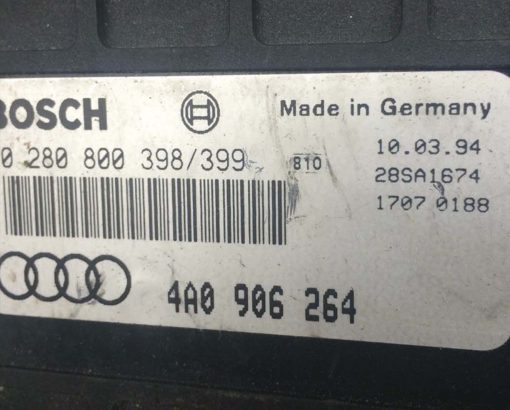 BOSCH
Made in Germany
0 280 800 398/399 810
10.03.94
28SA1674
1707 0188
4A0 906 264